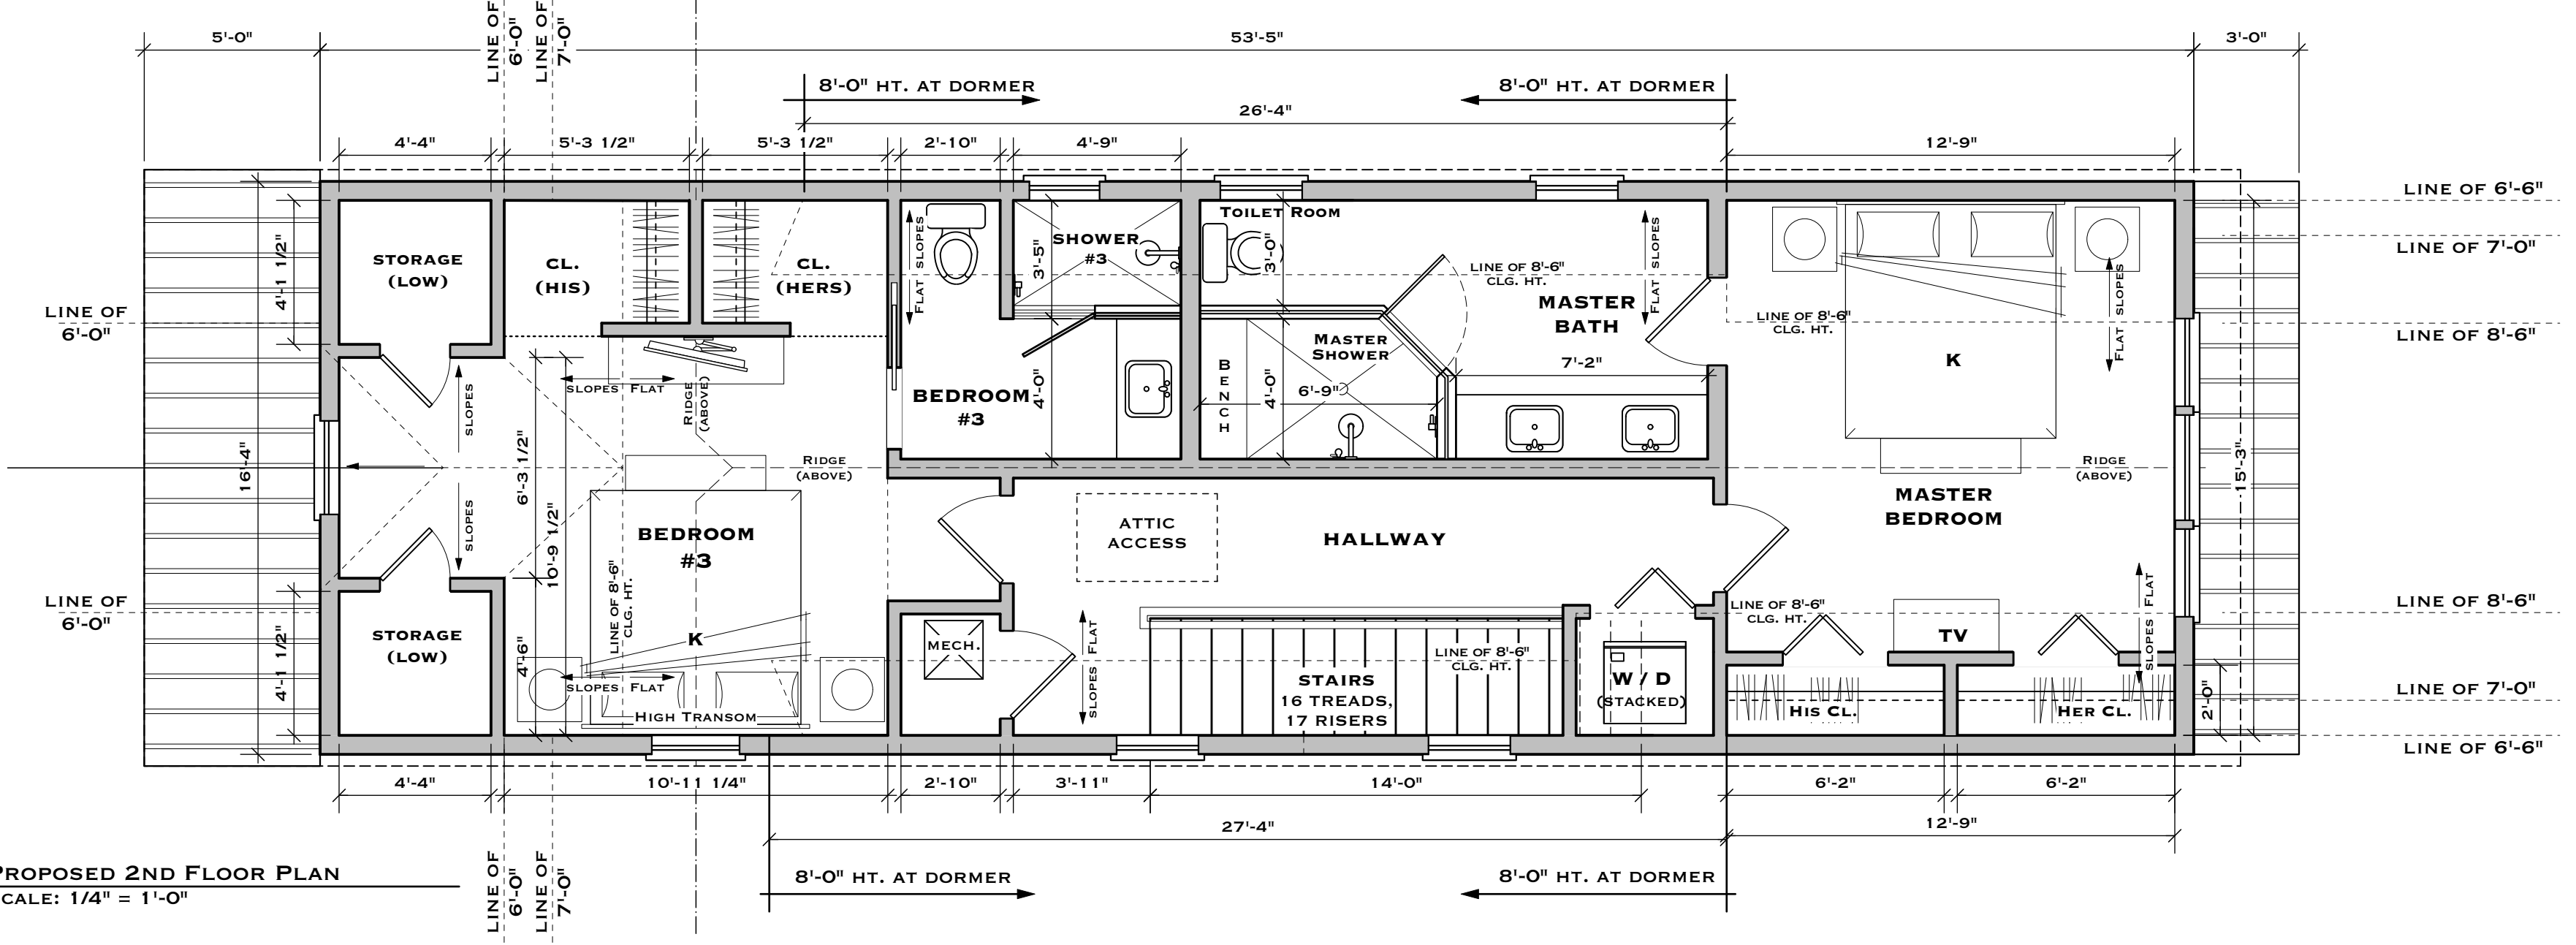 5'-0"
53'-5"
3'-0"
LINE OF
6'-0"
LINE OF
7'-0"
8'-0" HT. AT DORMER
8'-0" HT. AT DORMER
26'-4"
4'-4"
5'-3 1/2"
5'-3 1/2"
2'-10"
4'-9"
12'-9"
LINE OF 6'-6"
LINE OF 7'-0"
LINE OF 8'-6"
LINE OF
6'-0"
4'-1 1/2"
16'-4"
STORAGE
(LOW)
CL.
(HIS)
CL.
(HERS)
FLAT SLOPES
SHOWER
#3
3'-5"
TOILET ROOM
3'-0"
LINE OF 8'-6"
CLG. HT.
MASTER
BATH
FLAT SLOPES
LINE OF 8'-6"
CLG. HT.
FLAT SLOPES
K
SLOPES
SLOPES FLAT
RIDGE
(ABOVE)
BEDROOM
#3
4'-0"
BENCH
4'-0"
MASTER
SHOWER
6'-9"
7'-2"
6'-3 1/2"
RIDGE
(ABOVE)
RIDGE
(ABOVE)
15'-3"
SLOPES
10'-9 1/2"
BEDROOM
#3
ATTIC
ACCESS
HALLWAY
MASTER
BEDROOM
LINE OF
6'-0"
LINE OF 8'-6"
CLG. HT.
LINE OF 8'-6"
CLG. HT.
SLOPES FLAT
LINE OF 8'-6"
STORAGE
(LOW)
4'-1 1/2"
4'-6"
K
SLOPES FLAT
HIGH TRANSOM
MECH.
SLOPES FLAT
LINE OF 8'-6"
CLG. HT.
STAIRS
16 TREADS,
17 RISERS
W / D
(STACKED)
TV
HIS CL.
HER CL.
2'-0"
LINE OF 7'-0"
LINE OF 6'-6"
4'-4"
10'-11 1/4"
2'-10"
3'-11"
14'-0"
6'-2"
6'-2"
27'-4"
12'-9"
LINE OF
6'-0"
LINE OF
7'-0"
8'-0" HT. AT DORMER
8'-0" HT. AT DORMER
PROPOSED 2ND FLOOR PLAN
CALE: 1/4" = 1'-0"